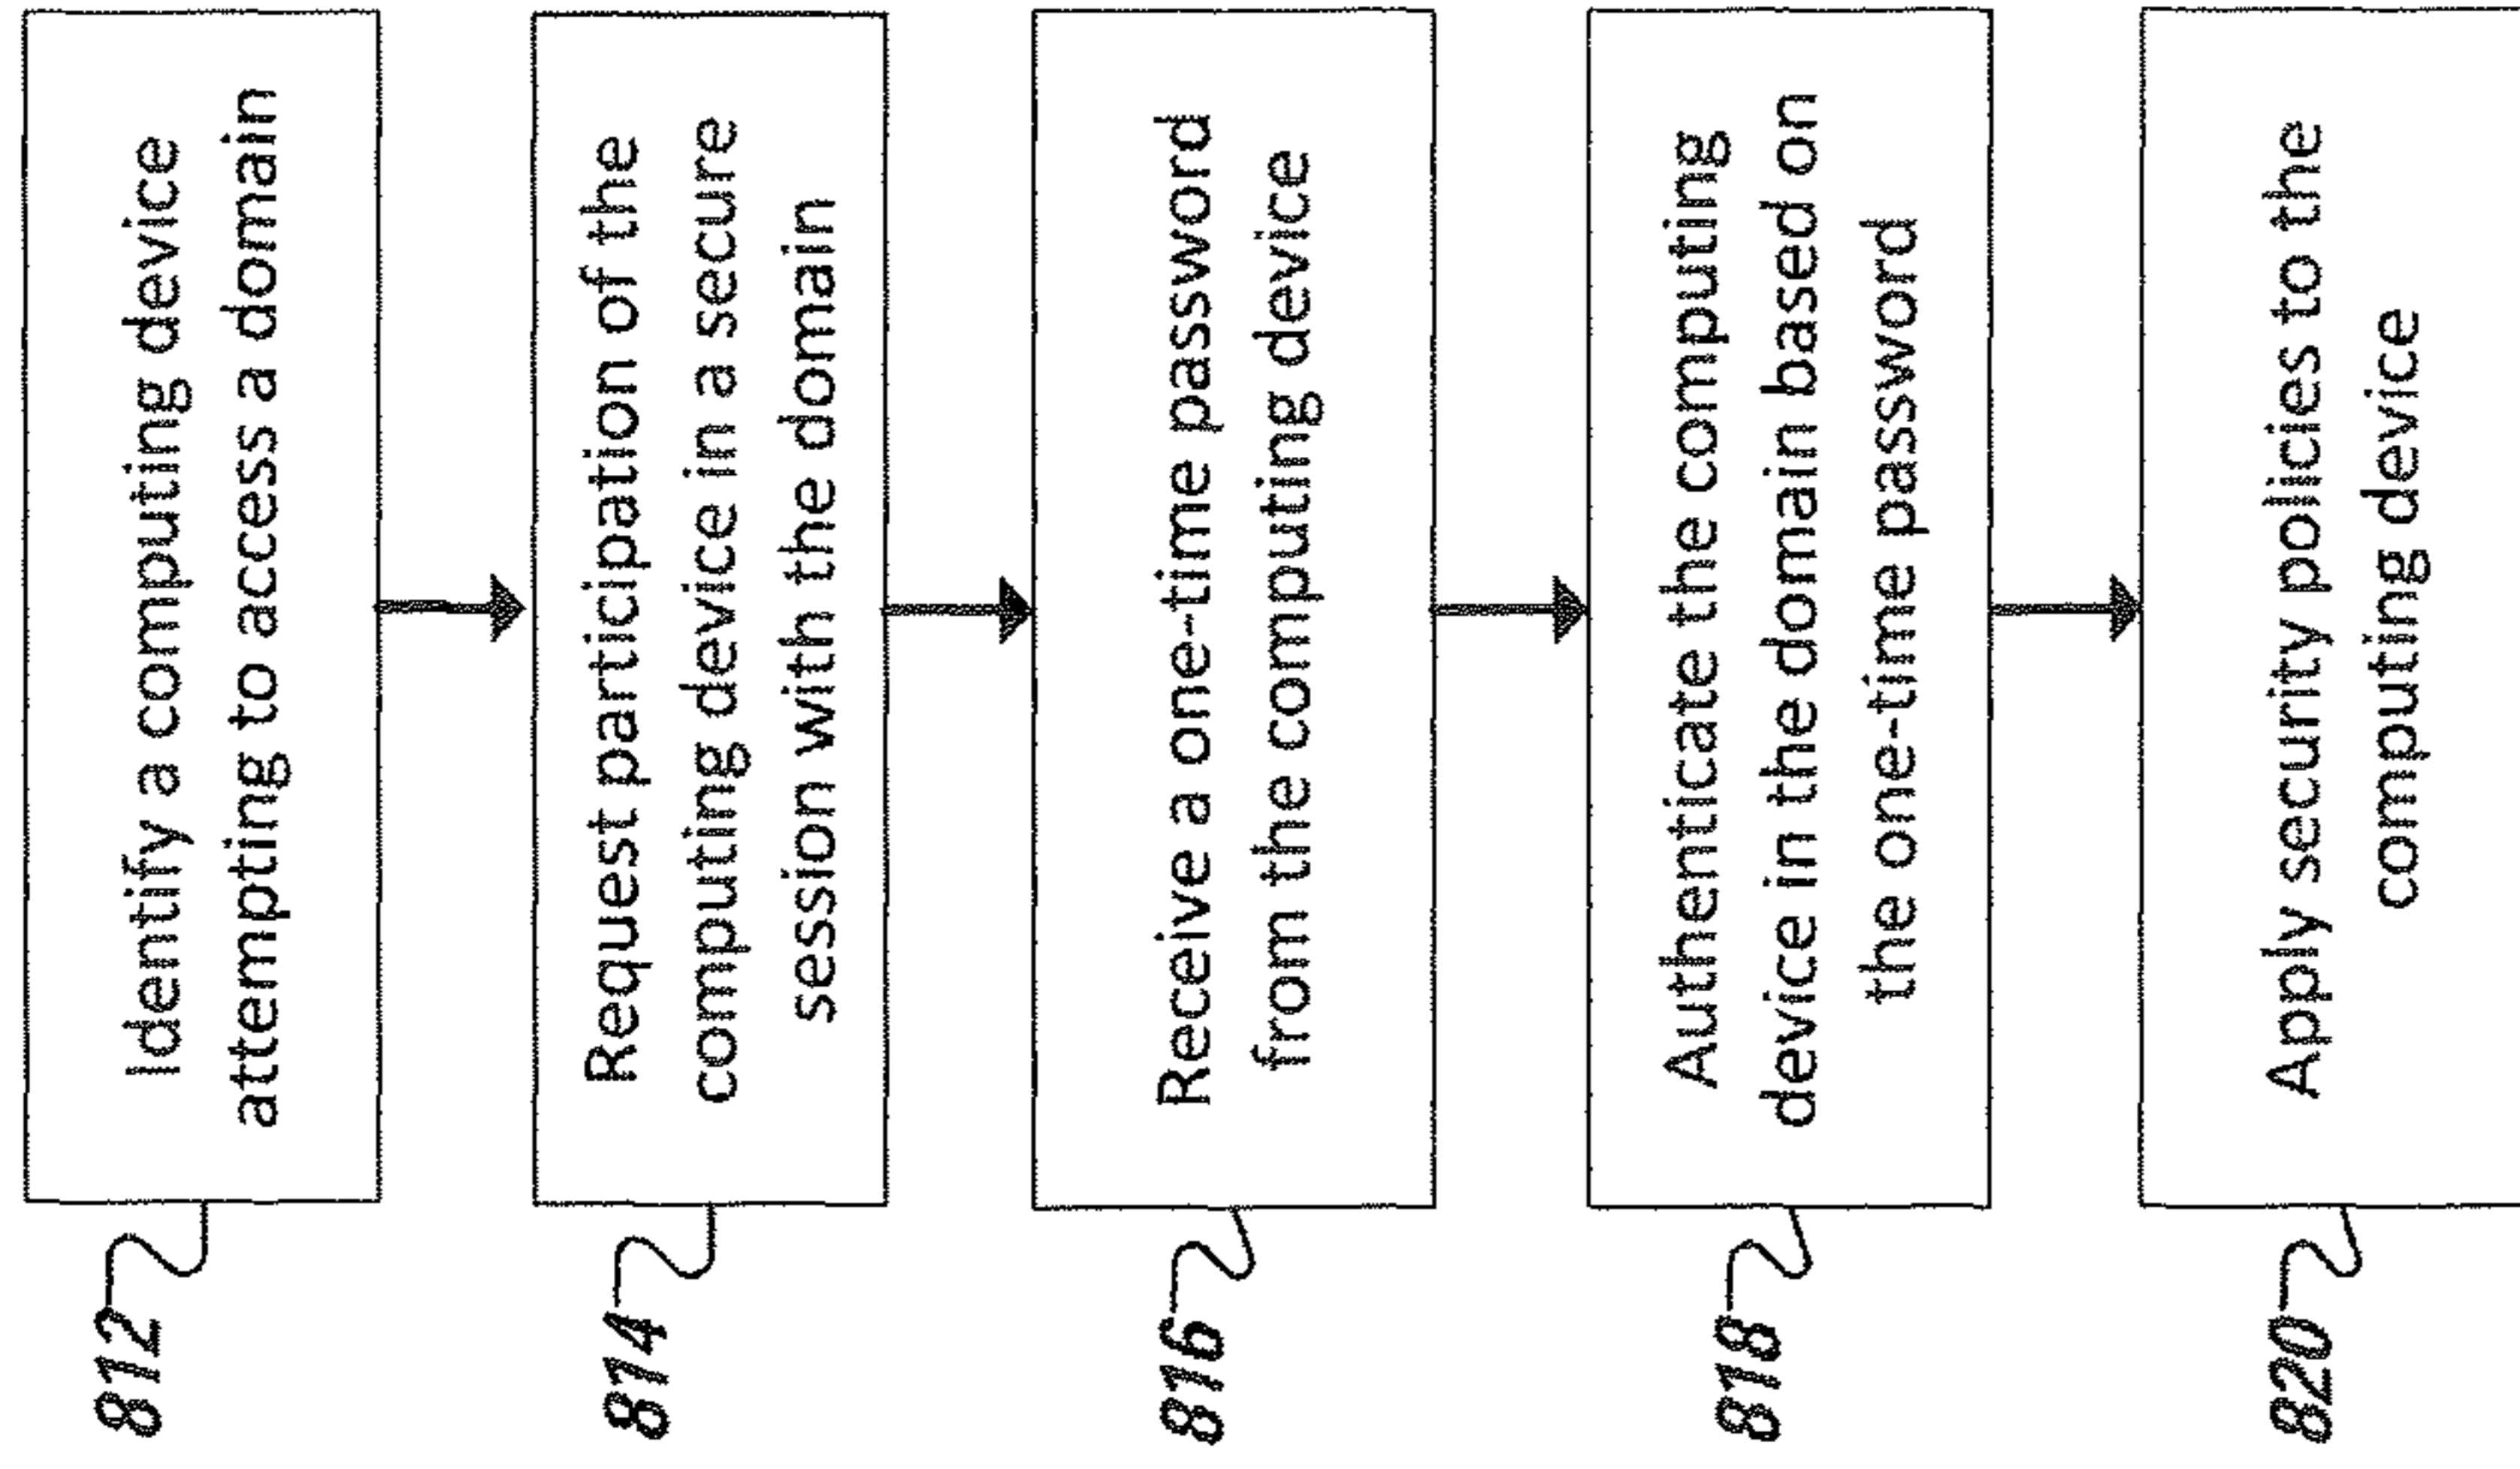 812
Identify a computing device
attempting to access a domain
814
Request participation of the
computing device in a secure
session with the domain
816
Receive a one-time password
from the computing device
818
Authenticate the computing
device in the domain based on
the one-time password
820
Apply security policies to the
computing device